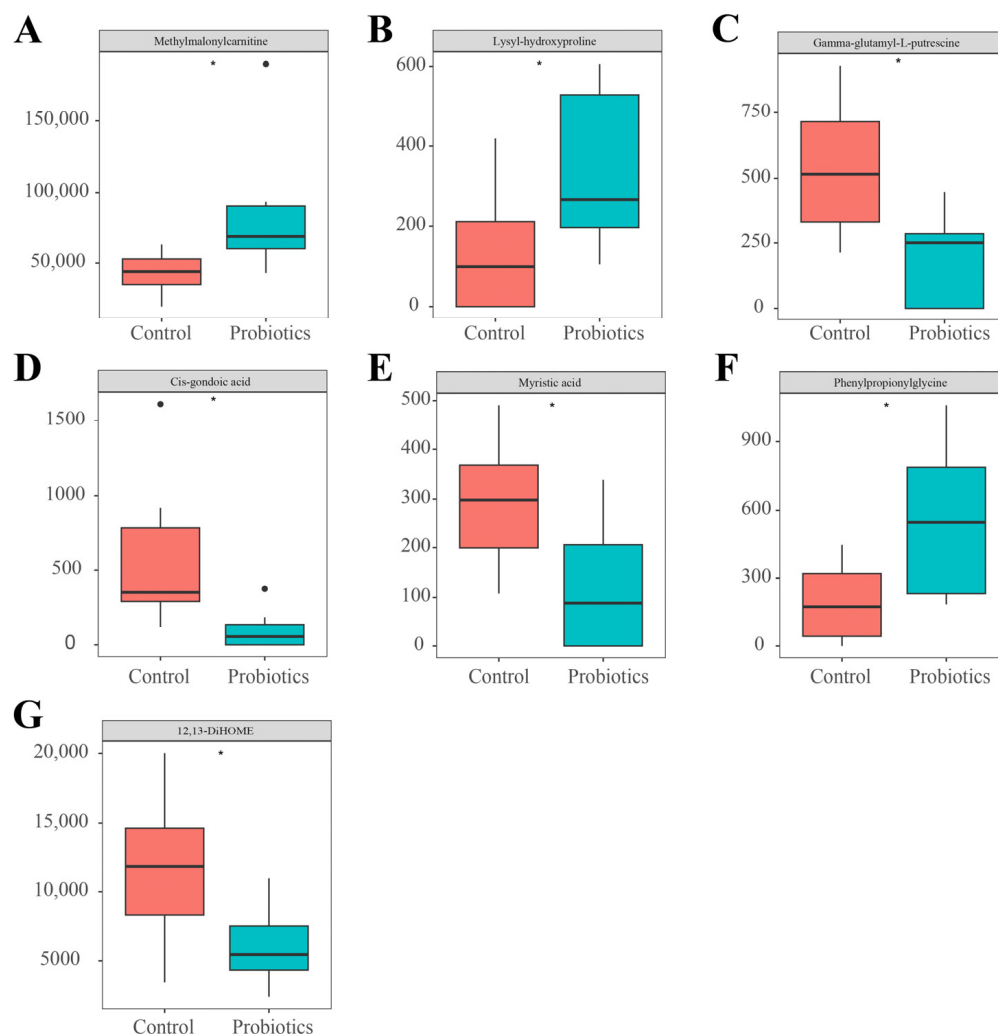 A
Methylmalonylcarnitine
*
150,000
100,000
50,000
Control Probiotics
B
Lysyl-hydroxyproline
*
600
400
200
0
Control Probiotics
C
Gamma-glutamyl-L-putrescine
*
750
500
250
0
Control Probiotics
D
Cis-gondoic acid
*
1500
1000
500
0
Control Probiotics
E
Myristic acid
*
500
400
300
200
100
0
Control Probiotics
F
Phenylpropionylglycine
*
900
600
300
0
Control Probiotics
G
12,13-DiHOME
*
20,000
15,000
10,000
5000
Control Probiotics